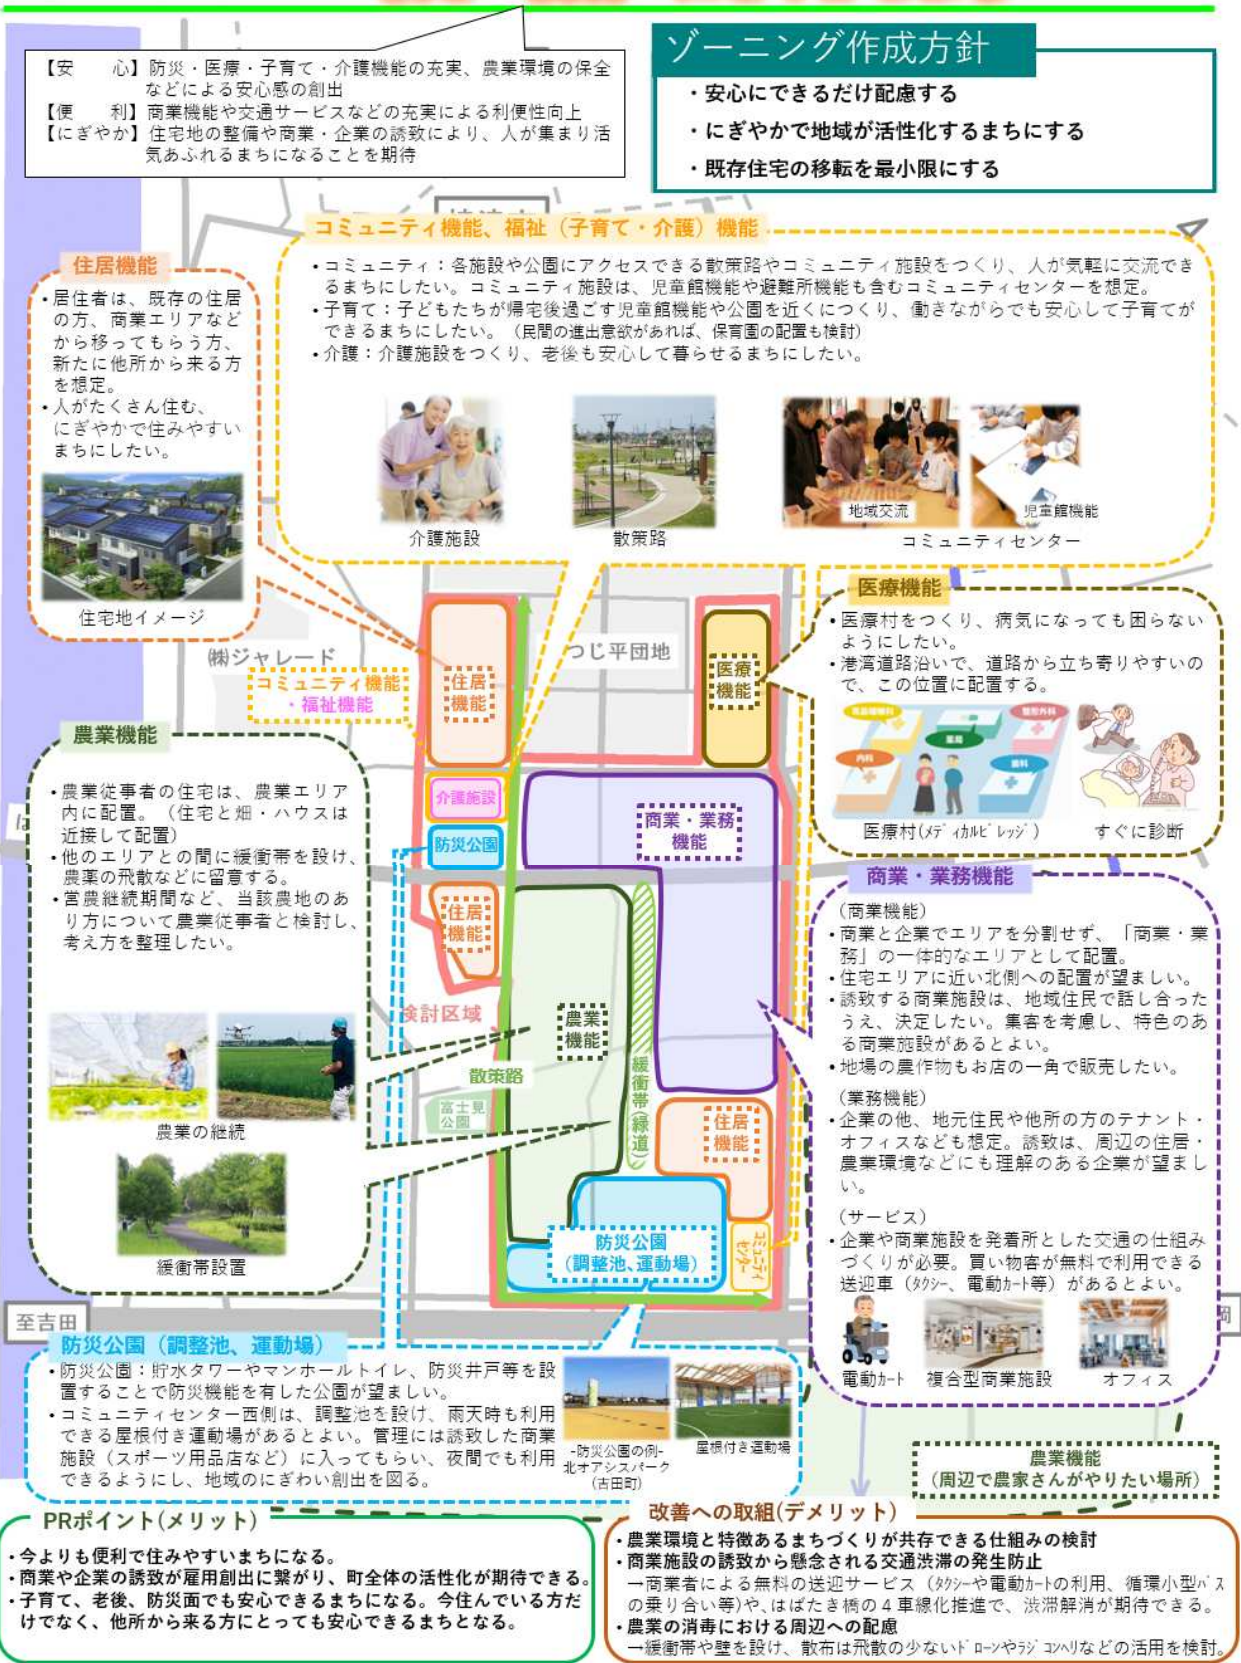 【安　　心】防災・医療・子育て・介護機能の充実、農業環境の保全
などによる安心感の創出
【便　　利】商業機能や交通サービスなどの充実による利便性向上
【にぎやか】住宅地の整備や商業・企業の誘致により、人が集まり活
気あふれるまちになることを期待
ゾーニング作成方針
・安心にできるだけ配慮する
・にぎやかで地域が活性化するまちにする
・既存住宅の移転を最小限にする
コミュニティ機能、福祉（子育て・介護）機能
・コミュニティ：各施設や公園にアクセスできる散策路やコミュニティ施設をつくり、人が気軽に交流でき
るまちにしたい。コミュニティ施設は、児童館機能や避難所機能も含むコミュニティセンターを想定。
・子育て：子どもたちが帰宅後過ごす児童館機能や公園を近くにつくり、働きながらでも安心して子育てが
できるまちにしたい。（民間の進出意欲があれば、保育園の配置も検討）
・介護：介護施設をつくり、老後も安心して暮らせるまちにしたい。
介護施設
散策路
地域交流
児童館機能
コミュニティセンター
住居機能
・居住者は、既存の住居
の方、商業エリアなど
から移ってもらう方、
新たに他所から来る方
を想定。
・人がたくさん住む、
にぎやかで住みやすい
まちにしたい。
住宅地イメージ
医療機能
・医療村をつくり、病気になっても困らない
ようにしたい。
・港湾道路沿いで、道路から立ち寄りやすいの
で、この位置に配置する。
整形外科
薬局
内科
歯科
医療村(ﾒﾃﾞｨｶﾙﾋﾞﾚｯｼﾞ)
すぐに診断
㈱ジャレード
つじ平団地
コミュニティ機能
・福祉機能
住居
機能
医療
機能
介護施設
防災公園
商業・業務
機能
住居
機能
検討区域
農業
機能
散策路
富士見
公園
緩衝帯(緑道)
住居
機能
防災公園
(調整池、運動場)
コミュニティ
センター
農業機能
・農業従事者の住宅は、農業エリア
内に配置。（住宅と畑・ハウスは
近接して配置）
・他のエリアとの間に緩衝帯を設け、
農薬の飛散などに留意する。
・営農継続期間など、当該農地のあ
り方について農業従事者と検討し、
考え方を整理したい。
農業の継続
緩衝帯設置
商業・業務機能
(商業機能)
・商業と企業でエリアを分割せず、「商業・業
務」の一体的なエリアとして配置。
・住宅エリアに近い北側への配置が望ましい。
・誘致する商業施設は、地域住民で話し合った
うえ、決定したい。集客を考慮し、特色のあ
る商業施設があるとよい。
・地場の農作物もお店の一角で販売したい。
(業務機能)
・企業の他、地元住民や他所の方のテナント・
オフィスなども想定。誘致は、周辺の住居・
農業環境などにも理解のある企業が望まし
い。
(サービス)
・企業や商業施設を発着所とした交通の仕組み
づくりが必要。買い物客が無料で利用できる
送迎車（ﾀｸｼｰ、電動ｶｰﾄ等）があるとよい。
電動ｶｰﾄ
複合型商業施設
オフィス
至吉田
防災公園（調整池、運動場）
・防災公園：貯水タワーやマンホールトイレ、防災井戸等を設
置することで防災機能を有した公園が望ましい。
・コミュニティセンター西側は、調整池を設け、雨天時も利用
できる屋根付き運動場があるとよい。管理には誘致した商業
施設（スポーツ用品店など）に入ってもらい、夜間でも利用
できるようにし、地域のにぎわい創出を図る。
-防災公園の例-
北オアシスパーク
(吉田町)
屋根付き運動場
農業機能
(周辺で農家さんがやりたい場所)
PRポイント(メリット)
・今よりも便利で住みやすいまちになる。
・商業や企業の誘致が雇用創出に繋がり、町全体の活性化が期待できる。
・子育て、老後、防災面でも安心できるまちになる。今住んでいる方だ
けでなく、他所から来る方にとっても安心できるまちとなる。
改善への取組(デメリット)
・農業環境と特徴あるまちづくりが共存できる仕組みの検討
・商業施設の誘致から懸念される交通渋滞の発生防止
→商業者による無料の送迎サービス（ﾀｸｼｰや電動ｶｰﾄの利用、循環小型ﾊﾞｽ
の乗り合い等)や、はばたき橋の４車線化推進で、渋滞解消が期待できる。
・農業の消毒における周辺への配慮
→緩衝帯や壁を設け、散布は飛散の少ないﾄﾞﾛｰﾝやﾗｼﾞｺﾝﾍﾘなどの活用を検討。